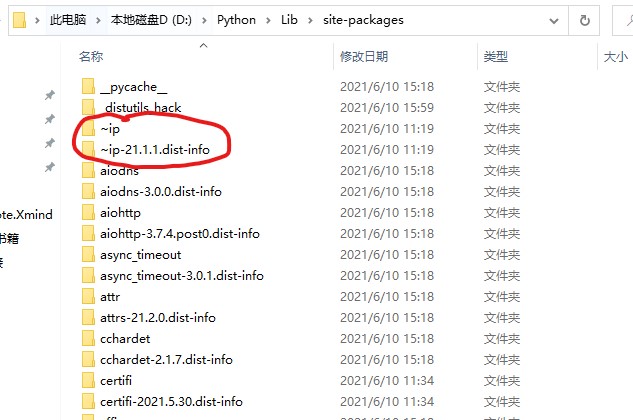 此电脑 > 本地磁盘D (D:) > Python > Lib > site-packages
名称 修改日期 类型 大小
__pycache__ 2021/6/10 15:18 文件夹
_distutils_hack 2021/6/10 15:59 文件夹
~ip 2021/6/10 11:19 文件夹
~ip-21.1.1.dist-info 2021/6/10 11:19 文件夹
aiodns 2021/6/10 15:18 文件夹
aiodns-3.0.0.dist-info 2021/6/10 15:18 文件夹
aiohttp 2021/6/10 15:18 文件夹
aiohttp-3.7.4.post0.dist-info 2021/6/10 15:18 文件夹
async_timeout 2021/6/10 15:18 文件夹
ote.Xmind async_timeout-3.0.1.dist-info 2021/6/10 15:18 文件夹
书籍 attr 2021/6/10 15:18 文件夹
attrs-21.2.0.dist-info 2021/6/10 15:18 文件夹
cchardet 2021/6/10 15:18 文件夹
cchardet-2.1.7.dist-info 2021/6/10 15:18 文件夹
certifi 2021/6/10 11:34 文件夹
certifi-2021.5.30.dist-info 2021/6/10 11:34 文件夹